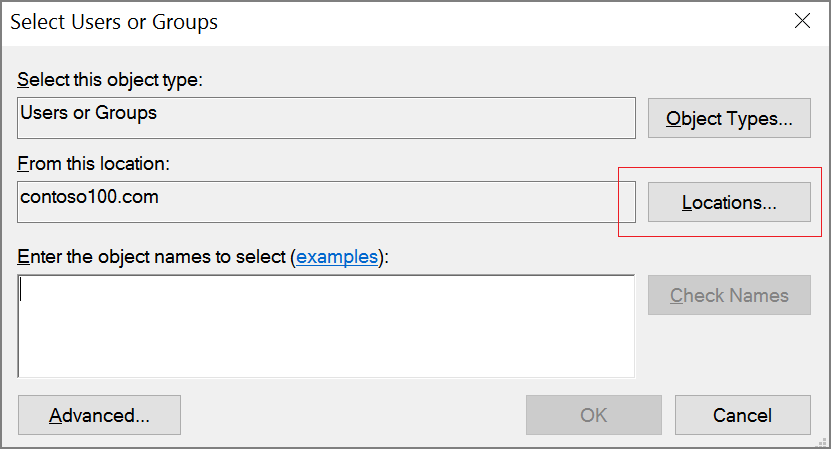 Select Users or Groups
Select this object type:
Users or Groups
Object Types...
From this location:
contoso100.com
Locations...
Enter the object names to select (examples):
Check Names
Advanced...
OK
Cancel